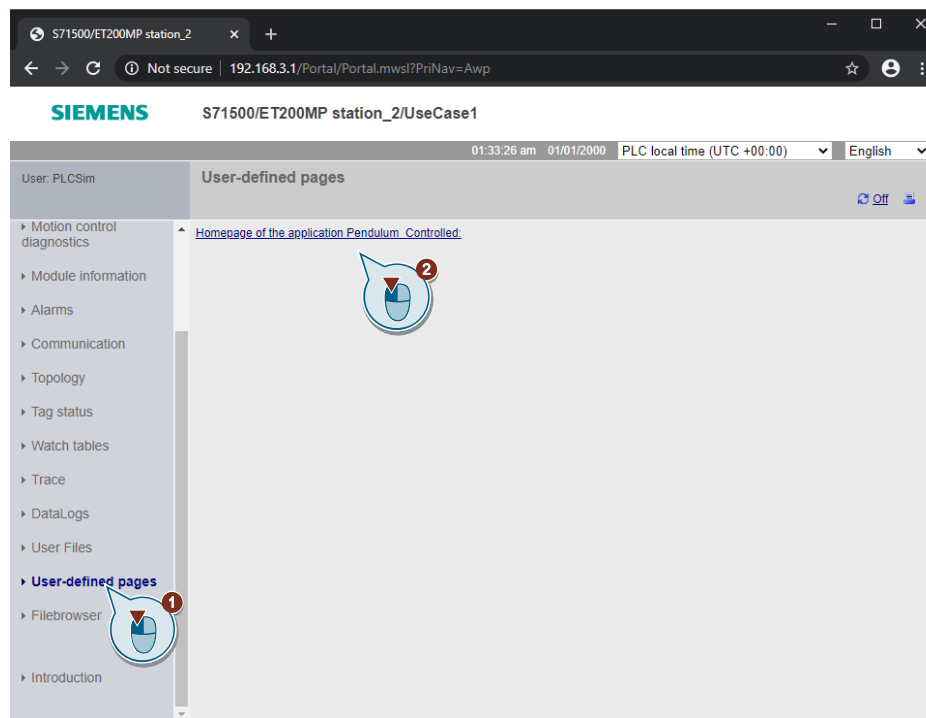 S71500/ET200MP station_2
Not secure | 192.168.3.1/Portal/Portal.mwsl?PriNav=Awp
SIEMENS S71500/ET200MP station_2/UseCase1
01:33:26 am 01/01/2000 PLC local time (UTC +00:00) English
User: PLCSim User-defined pages
Off
Motion control
diagnostics
Homepage of the application Pendulum_Controlled:
2
Module information
Alarms
Communication
Topology
Tag status
Watch tables
Trace
DataLogs
User Files
User-defined pages
1
Filebrowser
Introduction